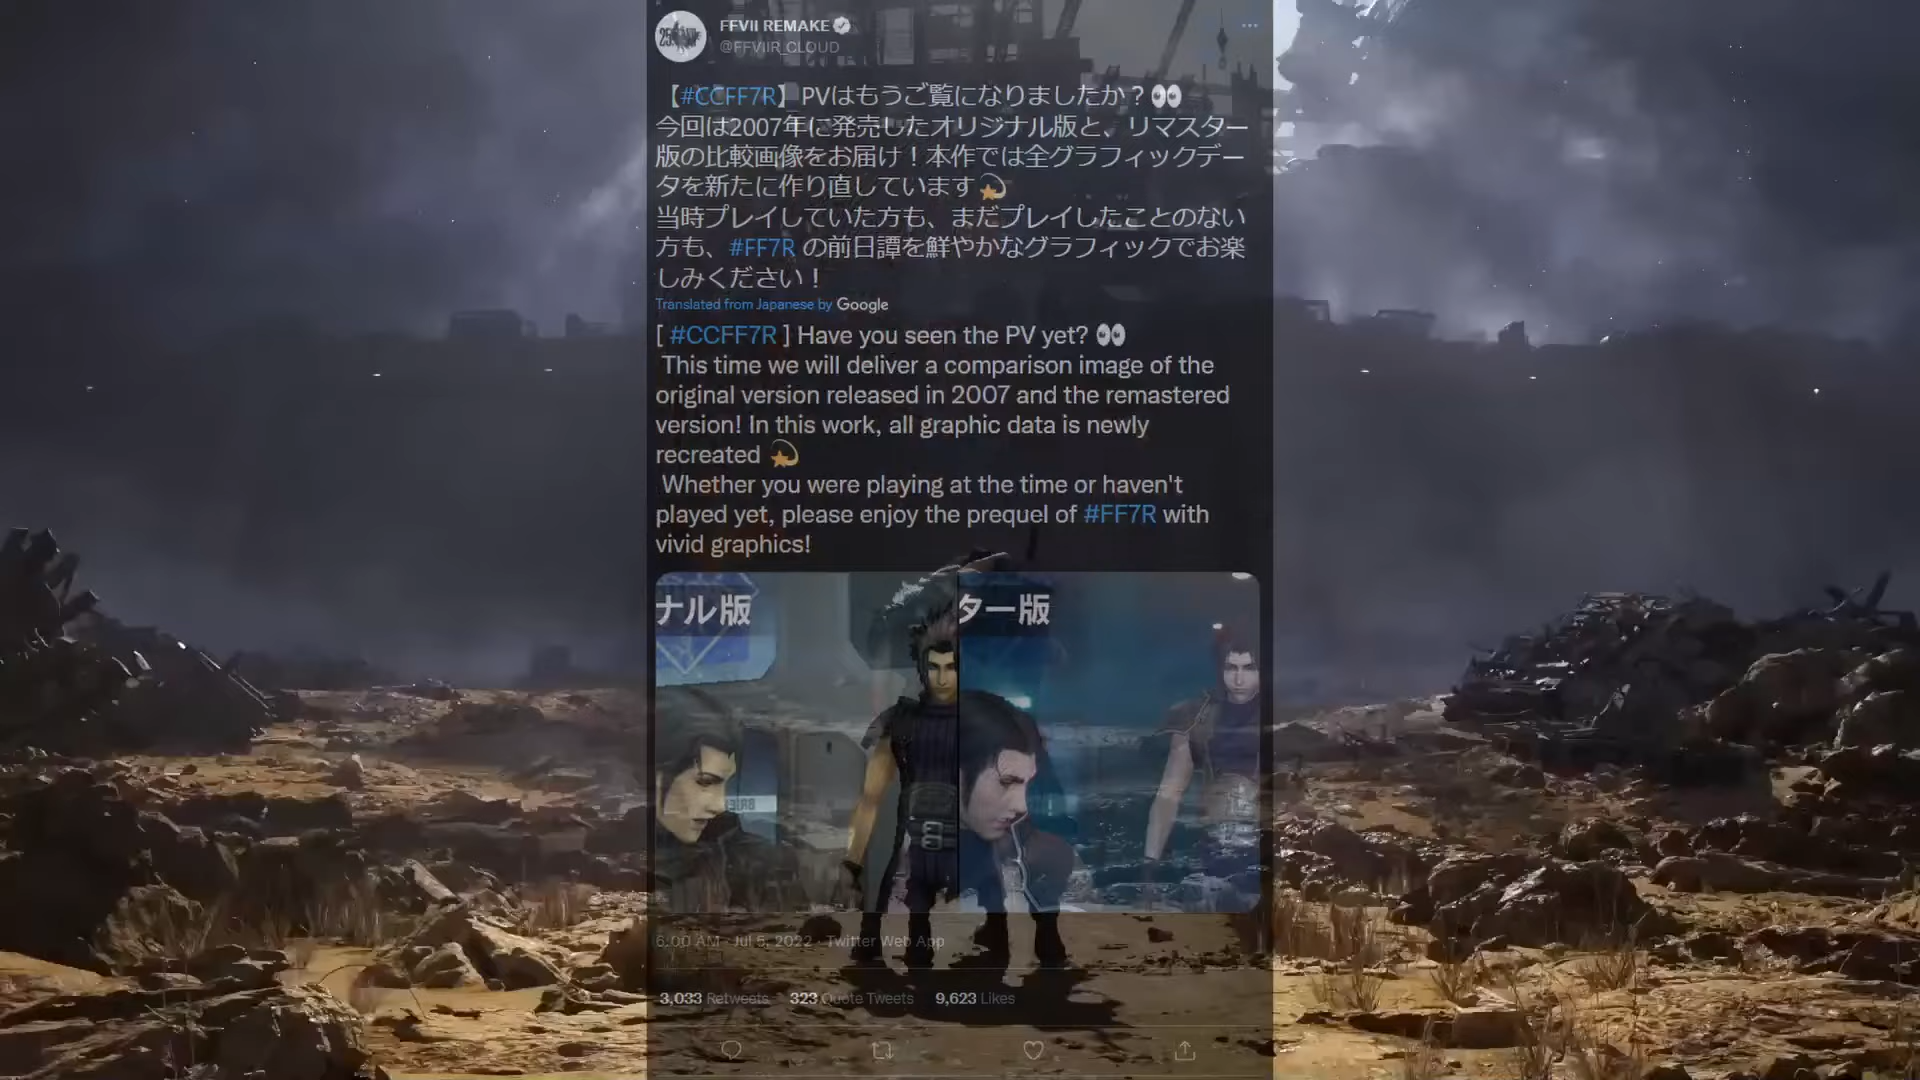 FFVII REMAKE
@FFVIIR_CLOUD
【#CCFF7R】PVはもうご覧になりましたか？👀
今回は2007年に発売したオリジナル版と、リマスター
版の比較画像をお届け！本作では全グラフィックデー
タを新たに作り直しています💫
当時プレイしていた方も、まだプレイしたことのない
方も、#FF7R の前日譚を鮮やかなグラフィックでお楽
しみください！
Translated from Japanese by Google
[ #CCFF7R ] Have you seen the PV yet? 👀
This time we will deliver a comparison image of the
original version released in 2007 and the remastered
version! In this work, all graphic data is newly
recreated 💫
Whether you were playing at the time or haven't
played yet, please enjoy the prequel of #FF7R with
vivid graphics!
ナル版
ター版
6:00 AM · Jul 5, 2022 · Twitter Web App
3,033 Retweets 323 Quote Tweets 9,623 Likes